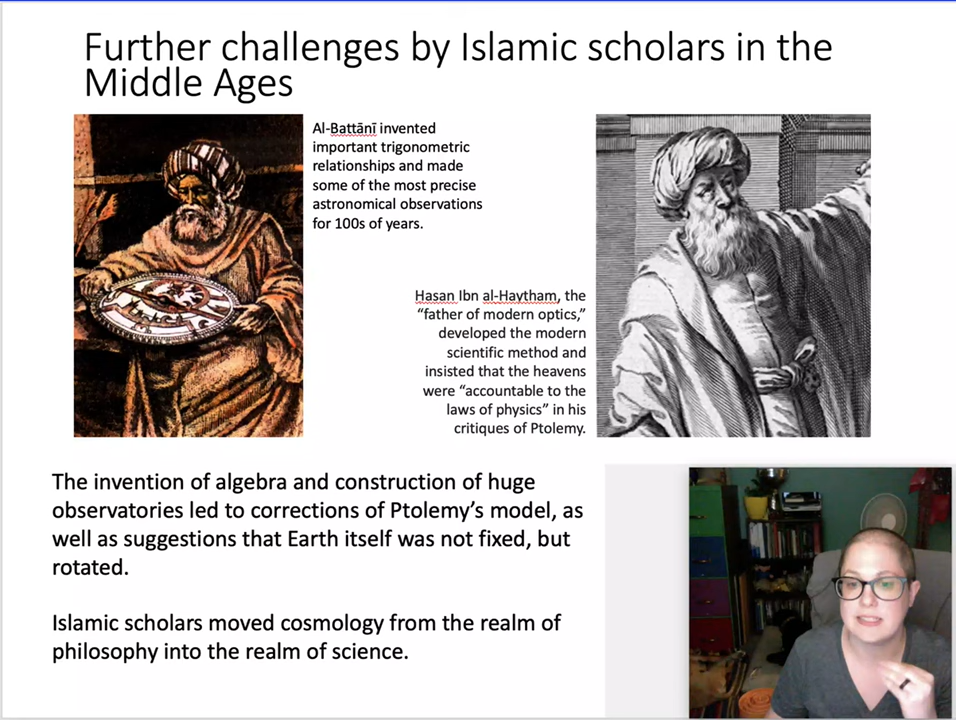 Further challenges by Islamic scholars in the
Middle Ages
Al-Battānī invented
important trigonometric
relationships and made
some of the most precise
astronomical observations
for 100s of years.
Hasan Ibn al-Haytham, the
“father of modern optics,”
developed the modern
scientific method and
insisted that the heavens
were “accountable to the
laws of physics” in his
critiques of Ptolemy.
The invention of algebra and construction of huge
observatories led to corrections of Ptolemy’s model, as
well as suggestions that Earth itself was not fixed, but
rotated.
Islamic scholars moved cosmology from the realm of
philosophy into the realm of science.